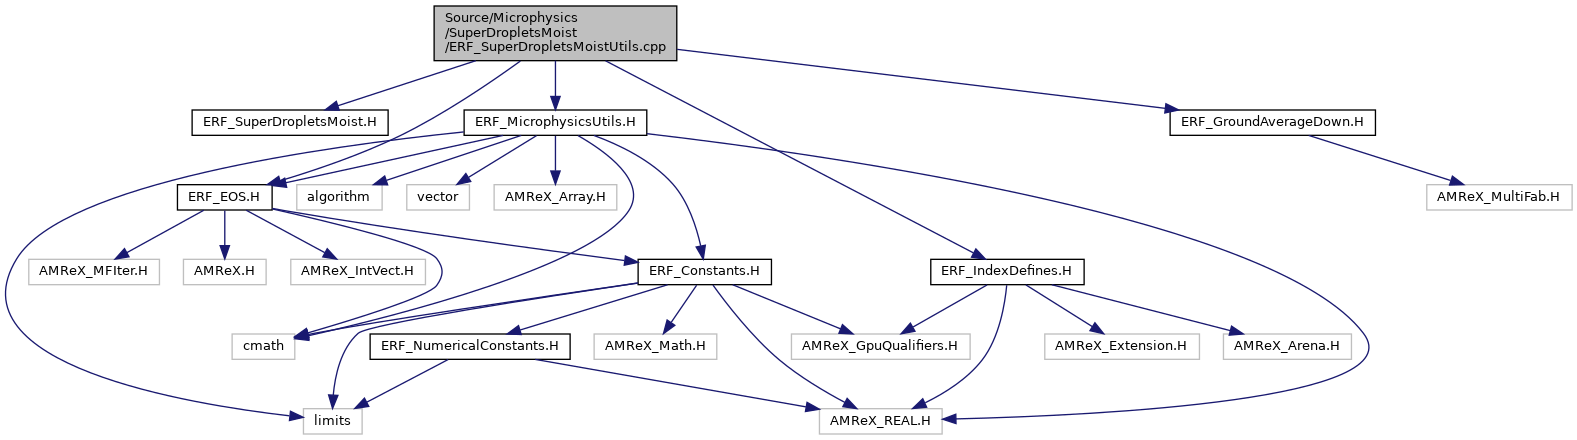 Source/Microphysics
/SuperDropletsMoist
/ERF_SuperDropletsMoistUtils.cpp
ERF_SuperDropletsMoist.H
ERF_MicrophysicsUtils.H
ERF_GroundAverageDown.H
ERF_EOS.H
algorithm
vector
AMReX_Array.H
AMReX_MultiFab.H
AMReX_MFIter.H
AMReX.H
AMReX_IntVect.H
ERF_Constants.H
ERF_IndexDefines.H
cmath
ERF_NumericalConstants.H
AMReX_Math.H
AMReX_GpuQualifiers.H
AMReX_Extension.H
AMReX_Arena.H
limits
AMReX_REAL.H